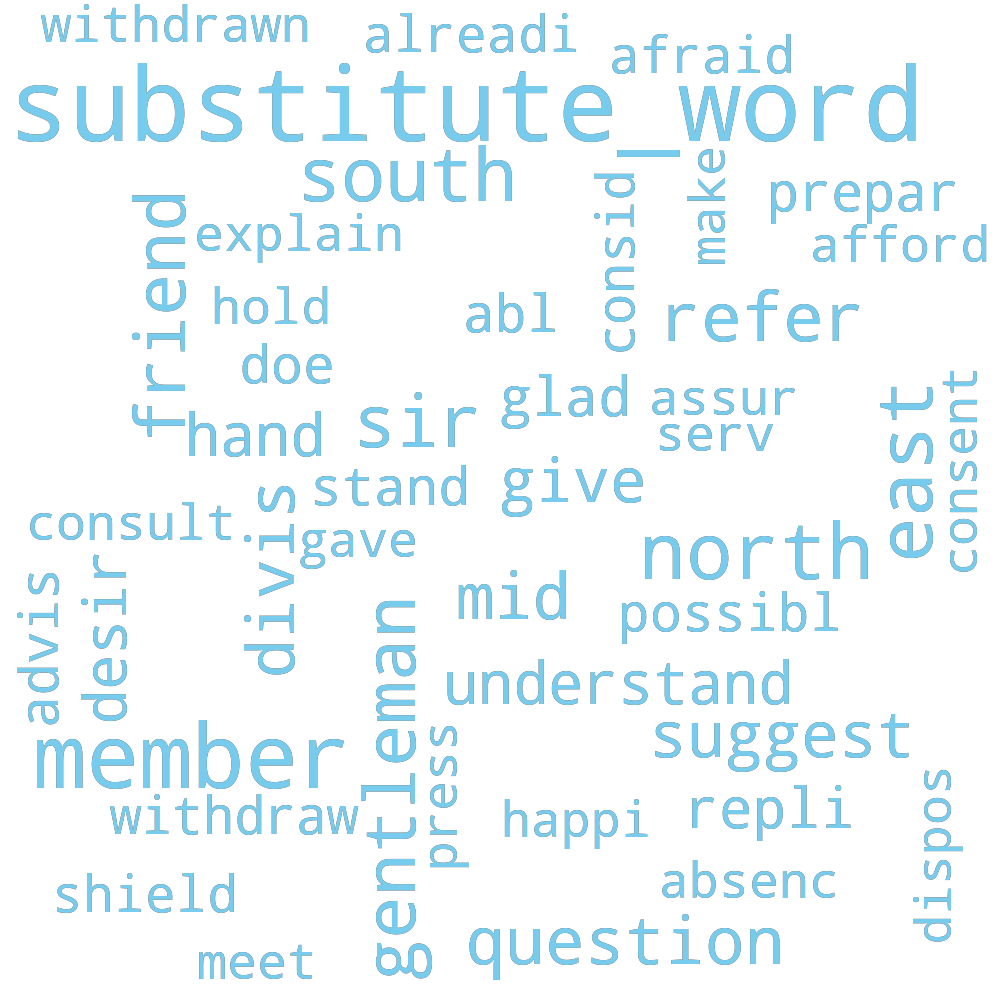 withdrawn
alreadi
afraid
substitute_word
south
consid
make
prepar
friend
explain
afford
hold
abl
refer
doe
glad
assur
east
consent
hand
sir
serv
stand
give
consult
divis
gave
north
advis
desir
mid
possibl
gentleman
understand
member
press
suggest
withdraw
happi
repli
dispos
shield
absenc
meet
question